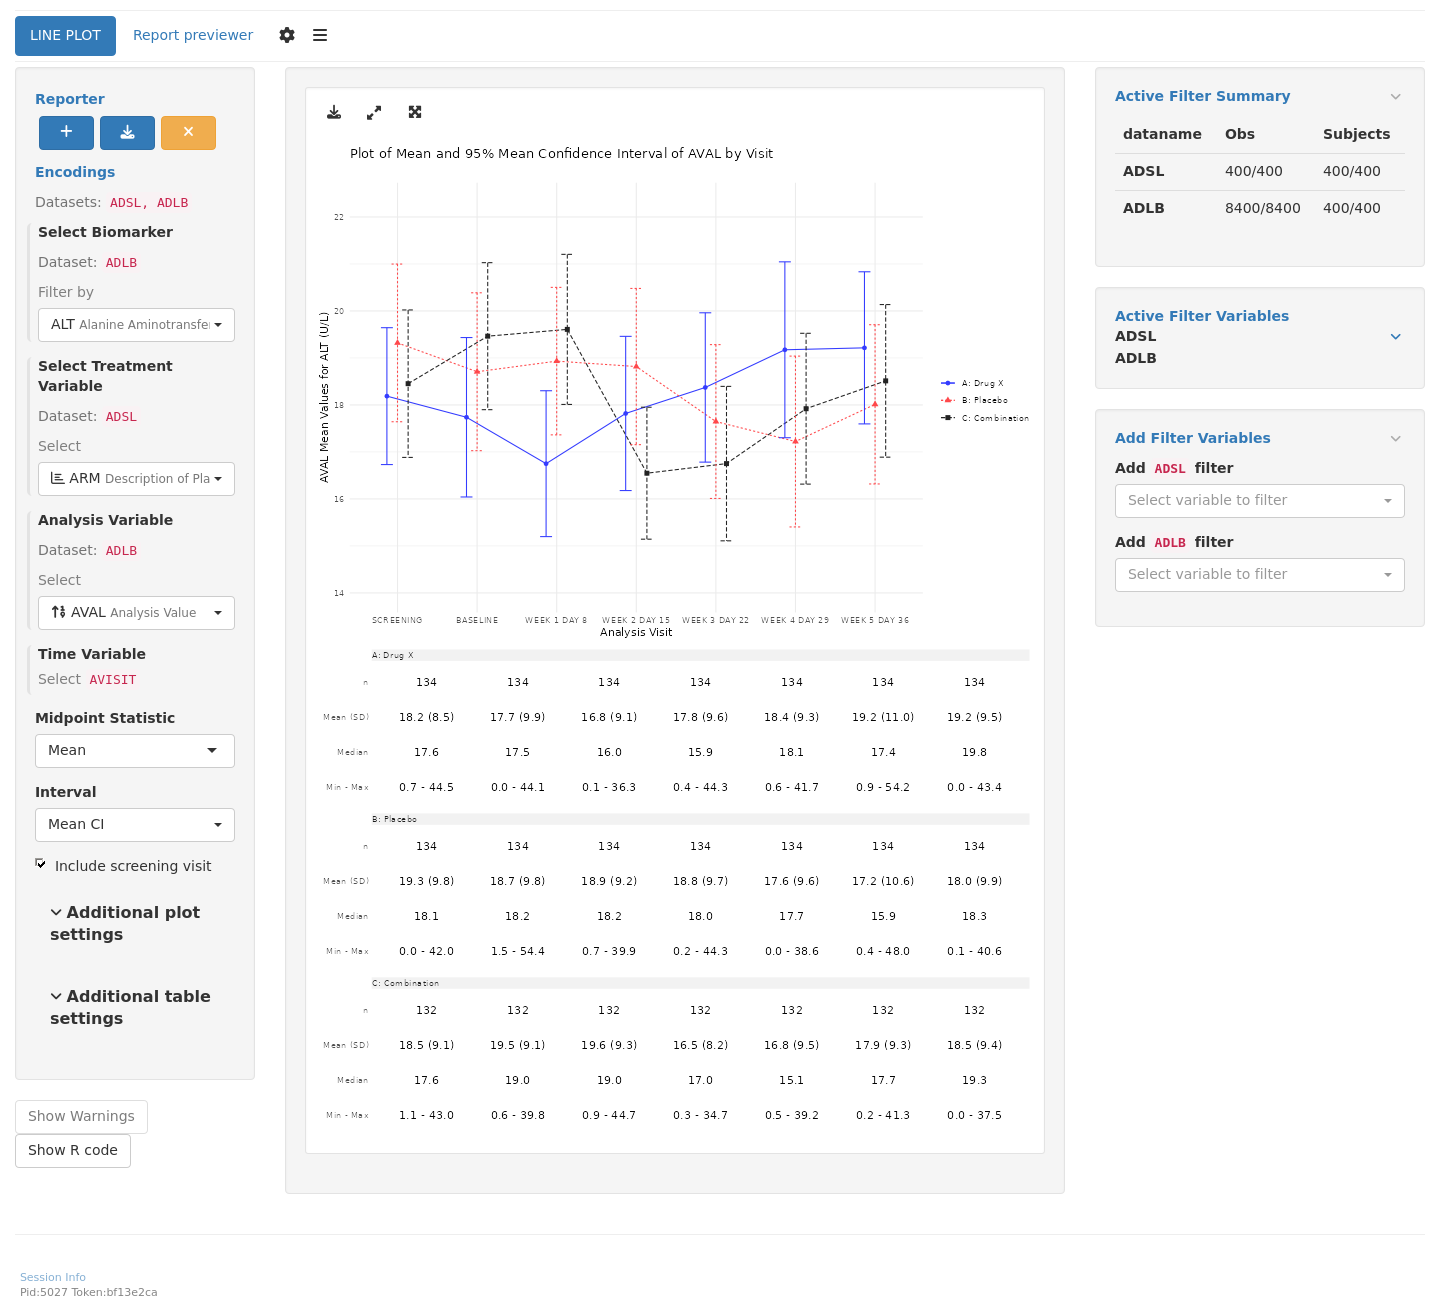 LINE PLOT
Report previewer
Reporter
Encodings
Datasets: ADSL, ADLB
Select Biomarker
Dataset: ADLB
Filter by
ALT Alanine Aminotransfe
Select Treatment
Variable
Dataset: ADSL
Select
ARM Description of Pla
Analysis Variable
Dataset: ADLB
Select
AVAL Analysis Value
Time Variable
Select AVISIT
Midpoint Statistic
Mean
Interval
Mean CI
Include screening visit
Additional plot
settings
Additional table
settings
Show Warnings
Show R code
Plot of Mean and 95% Mean Confidence Interval of AVAL by Visit
AVAL Mean Values for ALT (U/L)
22
20
18
16
14
SCREENING BASELINE WEEK 1 DAY 8 WEEK 2 DAY 15 WEEK 3 DAY 22 WEEK 4 DAY 29 WEEK 5 DAY 36
Analysis Visit
A: Drug X
B: Placebo
C: Combination
A: Drug X
n 134 134 134 134 134 134 134
Mean (SD) 18.2 (8.5) 17.7 (9.9) 16.8 (9.1) 17.8 (9.6) 18.4 (9.3) 19.2 (11.0) 19.2 (9.5)
Median 17.6 17.5 16.0 15.9 18.1 17.4 19.8
Min - Max 0.7 - 44.5 0.0 - 44.1 0.1 - 36.3 0.4 - 44.3 0.6 - 41.7 0.9 - 54.2 0.0 - 43.4
B: Placebo
n 134 134 134 134 134 134 134
Mean (SD) 19.3 (9.8) 18.7 (9.8) 18.9 (9.2) 18.8 (9.7) 17.6 (9.6) 17.2 (10.6) 18.0 (9.9)
Median 18.1 18.2 18.2 18.0 17.7 15.9 18.3
Min - Max 0.0 - 42.0 1.5 - 54.4 0.7 - 39.9 0.2 - 44.3 0.0 - 38.6 0.4 - 48.0 0.1 - 40.6
C: Combination
n 132 132 132 132 132 132 132
Mean (SD) 18.5 (9.1) 19.5 (9.1) 19.6 (9.3) 16.5 (8.2) 16.8 (9.5) 17.9 (9.3) 18.5 (9.4)
Median 17.6 19.0 19.0 17.0 15.1 17.7 19.3
Min - Max 1.1 - 43.0 0.6 - 39.8 0.9 - 44.7 0.3 - 34.7 0.5 - 39.2 0.2 - 41.3 0.0 - 37.5
Active Filter Summary
dataname Obs Subjects
ADSL 400/400 400/400
ADLB 8400/8400 400/400
Active Filter Variables
ADSL
ADLB
Add Filter Variables
Add ADSL filter
Select variable to filter
Add ADLB filter
Select variable to filter
Session Info
Pid:5027 Token:bf13e2ca